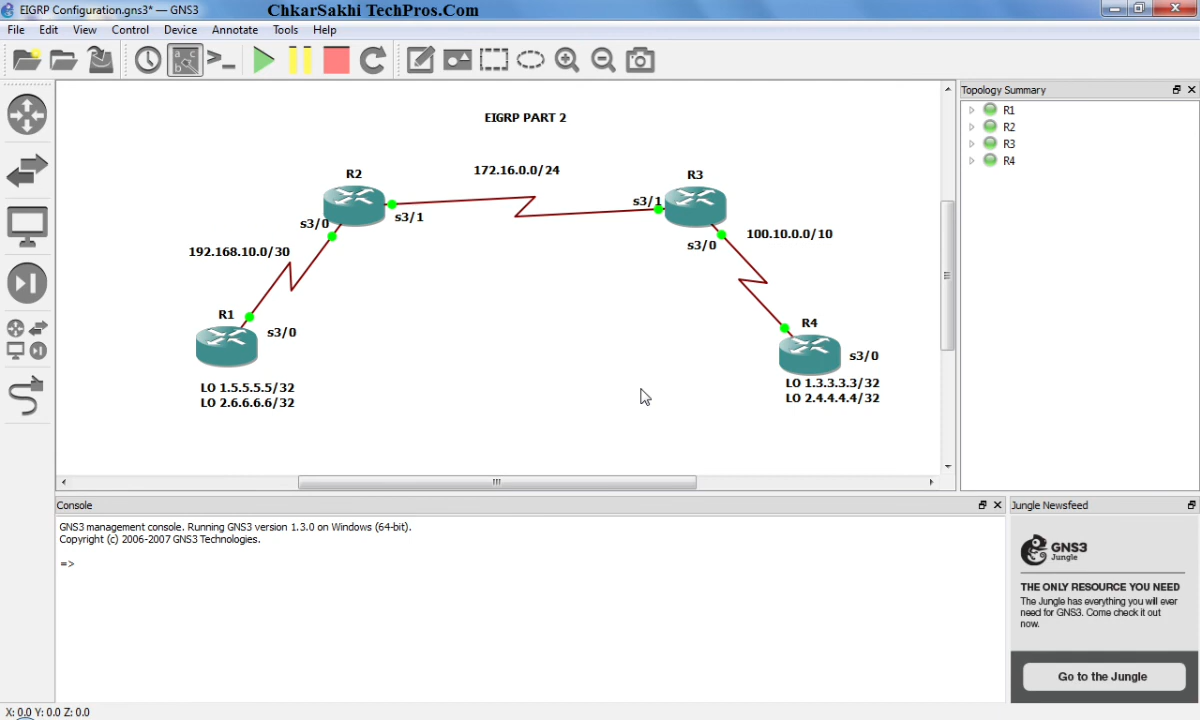 EIGRP Configuration.gns3* — GNS3
ChkarSakhi TechPros.Com
File Edit View Control Device Annotate Tools Help
Topology Summary
R1
R2
R3
R4
EIGRP PART 2
172.16.0.0/24
R2
R3
s3/1
s3/1
s3/0
100.10.0.0/10
s3/0
192.168.10.0/30
R1
s3/0
R4
s3/0
LO 1.5.5.5.5/32
LO 2.6.6.6.6/32
LO 1.3.3.3.3/32
LO 2.4.4.4.4/32
Console
GNS3 management console. Running GNS3 version 1.3.0 on Windows (64-bit).
Copyright (c) 2006-2007 GNS3 Technologies.
=>
Jungle Newsfeed
GNS3
Jungle
THE ONLY RESOURCE YOU NEED
The Jungle has everything you will ever
need for GNS3. Come check it out
now.
Go to the Jungle
X: 0.0 Y: 0.0 Z: 0.0